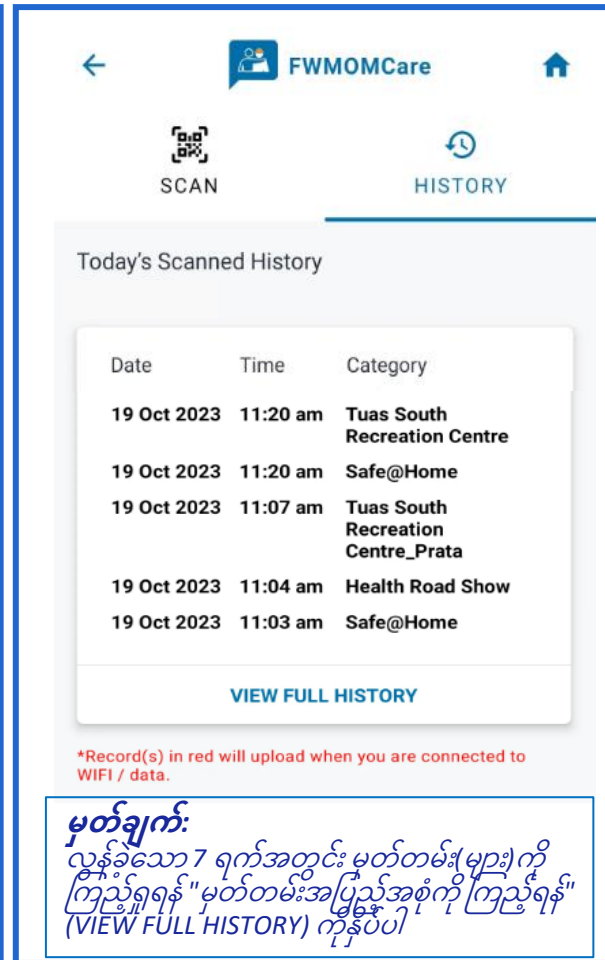 FWMOMCare
SCAN
HISTORY
Today's Scanned History
Date Time Category
19 Oct 2023 11:20 am Tuas South
Recreation Centre
19 Oct 2023 11:20 am Safe@Home
19 Oct 2023 11:07 am Tuas South
Recreation
Centre_Prata
19 Oct 2023 11:04 am Health Road Show
19 Oct 2023 11:03 am Safe@Home
VIEW FULL HISTORY
*Record(s) in red will upload when you are connected to
WIFI / data.
မှတ်ချက်:
လွန်ခဲ့သော 7 ရက်အတွင်း မှတ်တမ်း(များ)ကို
ကြည့်ရှုရန် "မှတ်တမ်းအပြည့်အစုံကို ကြည့်ရန်"
(VIEW FULL HISTORY) ကိုနှိပ်ပါ